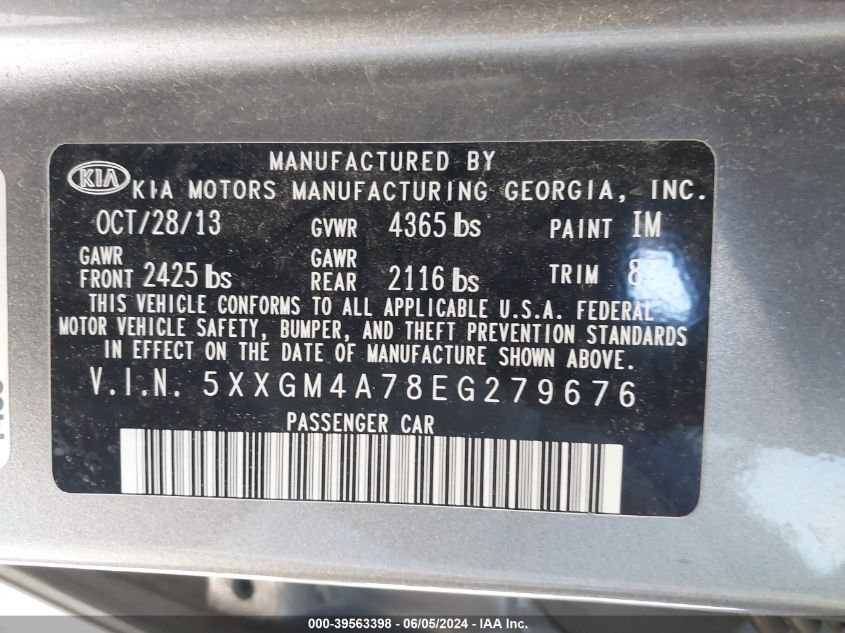 MANUFACTURED BY
KIA KIA MOTORS MANUFACTURING GEORGIA, INC.
OCT/28/13 GVWR 4365 lbs PAINT IM
GAWR FRONT 2425 lbs GAWR REAR 2116 lbs TRIM
THIS VEHICLE CONFORMS TO ALL APPLICABLE U.S.A. FEDERAL
MOTOR VEHICLE SAFETY, BUMPER, AND THEFT PREVENTION STANDARDS
IN EFFECT ON THE DATE OF MANUFACTURE SHOWN ABOVE.
V.I.N. 5XXGM4A78EG279676
PASSENGER CAR
000-39563398 - 06/05/2024 - IAA Inc.